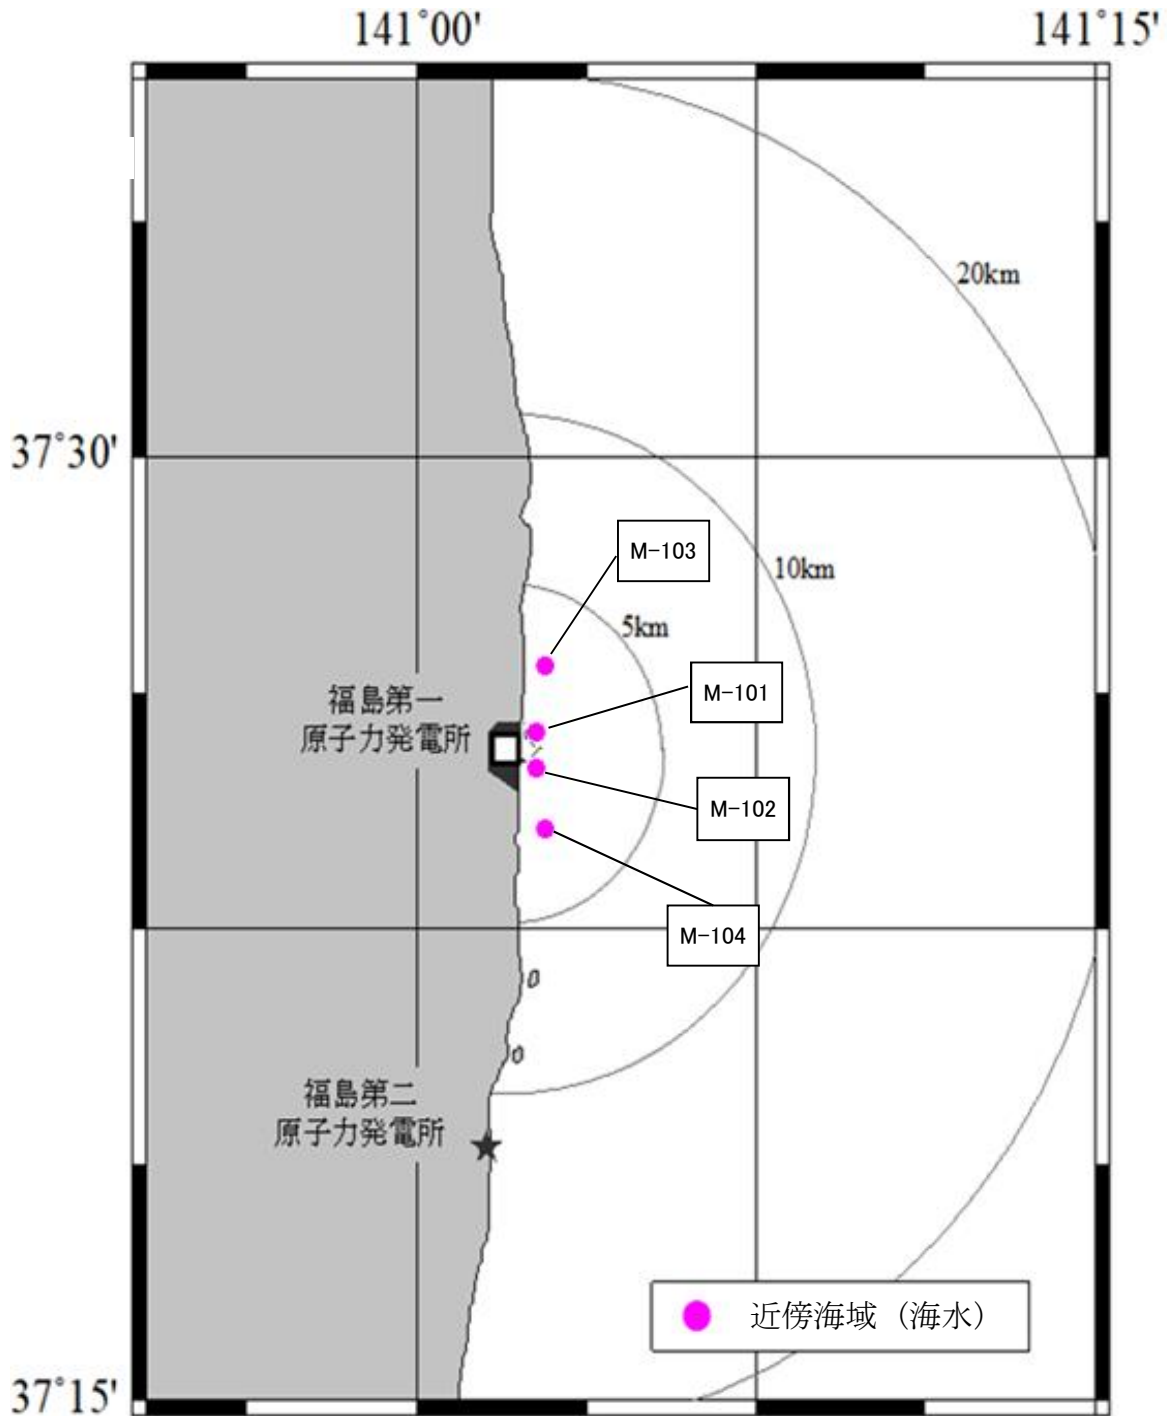 141°00'
141°15'
20km
37°30'
M-103
10km
5km
M-101
福島第一
原子力発電所
M-102
M-104
福島第二
原子力発電所
近傍海域（海水）
37°15'